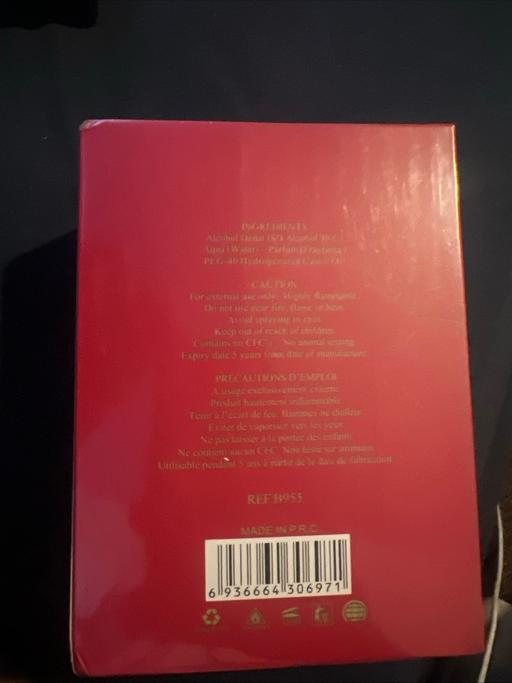 INGREDIENTS
Alcohol Denat (SD Alcohol
Aqua (Water) - Parfum (Fragrance)
PEG-40 Hydrogenated Castor Oil
CAUTION
For external use only. Highly flammable.
Do not use near fire, flame or heat.
Avoid spraying in eyes.
Keep out of reach of children.
Contains no CFC's - No animal testing.
Expiry date 5 years from date of manufacture.
PRECAUTIONS D'EMPLOI
A usage exclusivement externe.
Produit hautement inflammable.
Tenir à l'écart de feu, flammes ou chaleur.
Eviter de vaporiser vers les yeux.
Ne pas laisser à la portée des enfants.
Ne contient aucun CFC. Non testé sur animaux.
Utilisable pendant 5 ans à partir de la date de fabrication
REF B955
MADE IN P.R.C.
6 936664 306971